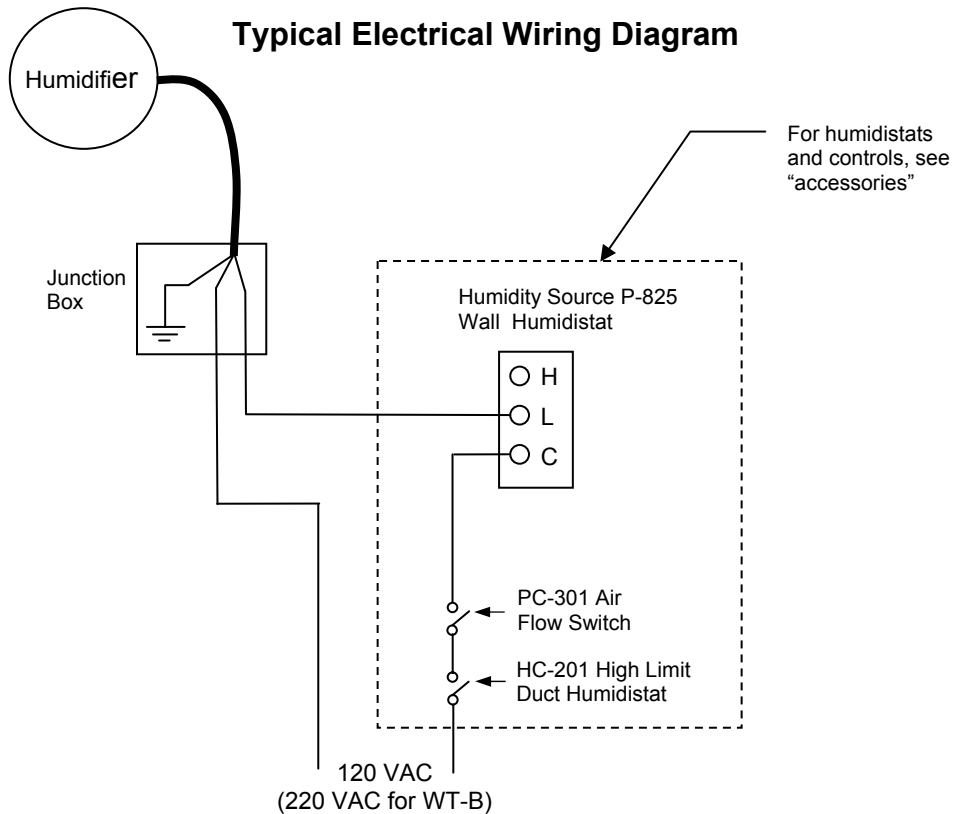 Typical Electrical Wiring Diagram
Humidifier
For humidistats
and controls, see
“accessories”
Junction
Box
Humidity Source P-825
Wall Humidistat
H
L
C
PC-301 Air
Flow Switch
HC-201 High Limit
Duct Humidistat
120 VAC
(220 VAC for WT-B)